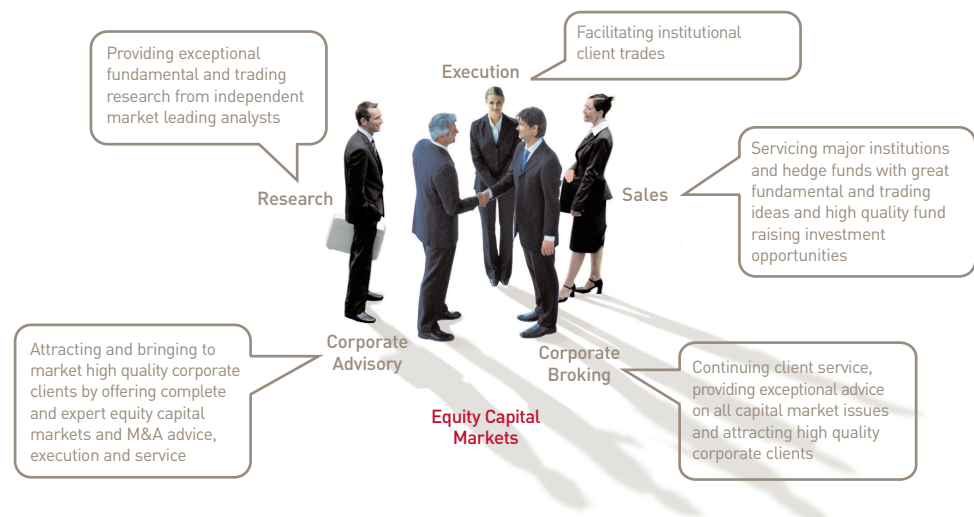 Providing exceptional
fundamental and trading
research from independent
market leading analysts
Research
Execution
Facilitating institutional
client trades
Sales
Servicing major institutions
and hedge funds with great
fundamental and trading
ideas and high quality fund
raising investment
opportunities
Attracting and bringing to
market high quality corporate
clients by offering complete
and expert equity capital
markets and M&A advice,
execution and service
Corporate
Advisory
Corporate
Broking
Continuing client service,
providing exceptional advice
on all capital market issues
and attracting high quality
corporate clients
Equity Capital
Markets